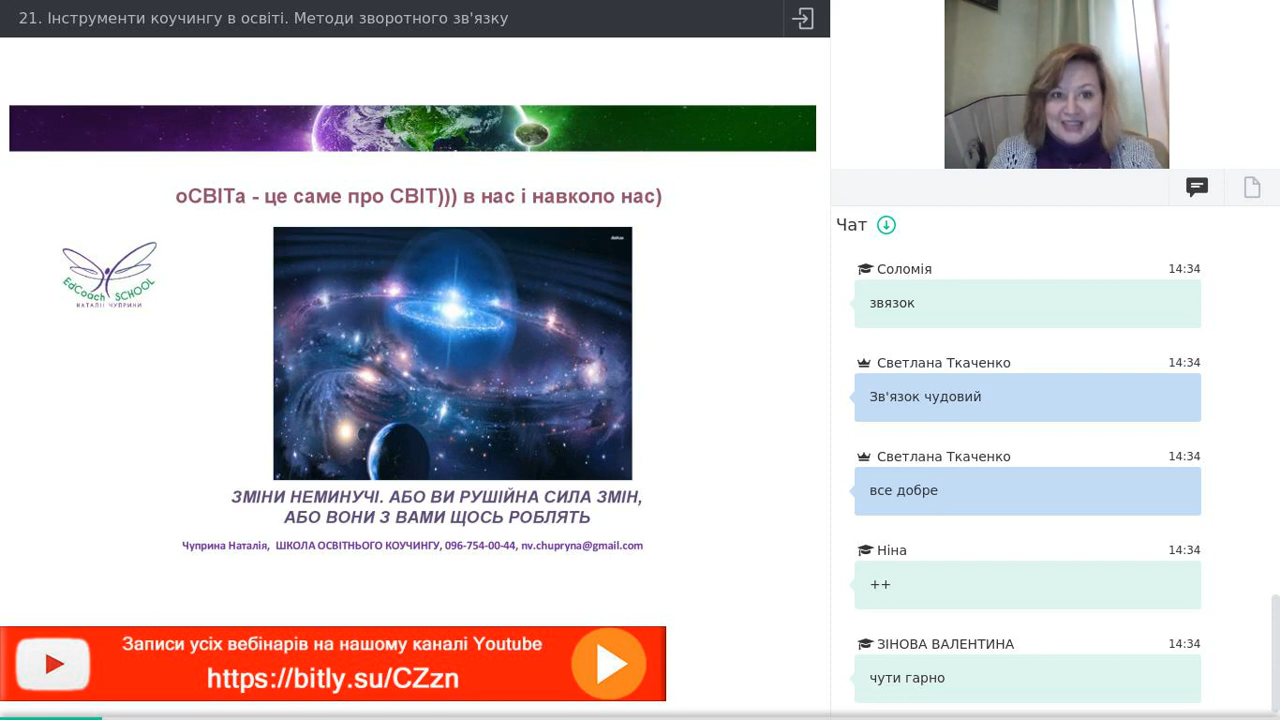 21. Інструменти коучингу в освіті. Методи зворотного зв'язку
оСВІТа - це саме про СВІТ))) в нас і навколо нас)
EdCoach SCHOOL
НАТАЛІЇ ЧУПРИНИ
ЗМІНИ НЕМИНУЧІ. АБО ВИ РУШІЙНА СИЛА ЗМІН,
АБО ВОНИ З ВАМИ ЩОСЬ РОБЛЯТЬ
Чуприна Наталія, ШКОЛА ОСВІТНЬОГО КОУЧИНГУ, 096-754-00-44, nv.chupryna@gmail.com
Записи усіх вебінарів на нашому каналі Youtube
https://bitly.su/CZzn
Чат
Соломія 14:34
звязок
Светлана Ткаченко 14:34
Зв'язок чудовий
Светлана Ткаченко 14:34
все добре
Ніна 14:34
++
ЗІНОВА ВАЛЕНТИНА 14:34
чути гарно